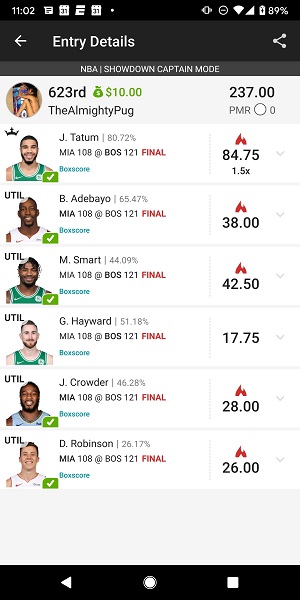 11:02
31 31 89%
Entry Details
NBA | SHOWDOWN CAPTAIN MODE
623rd $10.00 237.00
TheAlmightyPug PMR 0
J. Tatum | 80.72%
MIA 108 @ BOS 121 FINAL
84.75
1.5x
Boxscore
UTIL
B. Adebayo | 65.47%
MIA 108 @ BOS 121 FINAL
38.00
Boxscore
UTIL
M. Smart | 44.09%
MIA 108 @ BOS 121 FINAL
42.50
Boxscore
UTIL
G. Hayward | 51.18%
MIA 108 @ BOS 121 FINAL
17.75
Boxscore
UTIL
J. Crowder | 46.28%
MIA 108 @ BOS 121 FINAL
28.00
Boxscore
UTIL
D. Robinson | 26.17%
MIA 108 @ BOS 121 FINAL
26.00
Boxscore